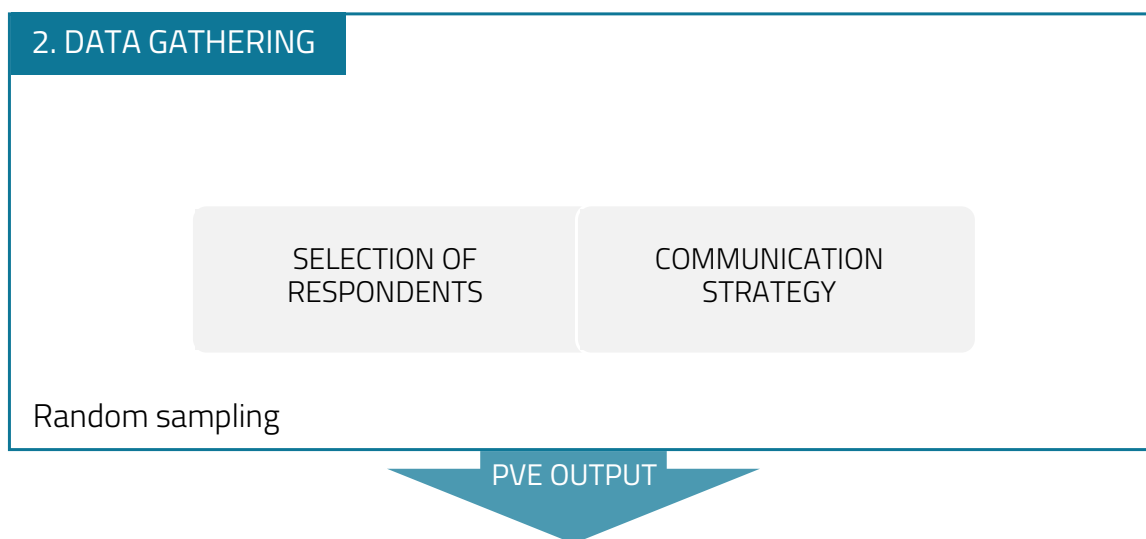 2. DATA GATHERING
SELECTION OF
RESPONDENTS
COMMUNICATION
STRATEGY
Random sampling
PVE OUTPUT